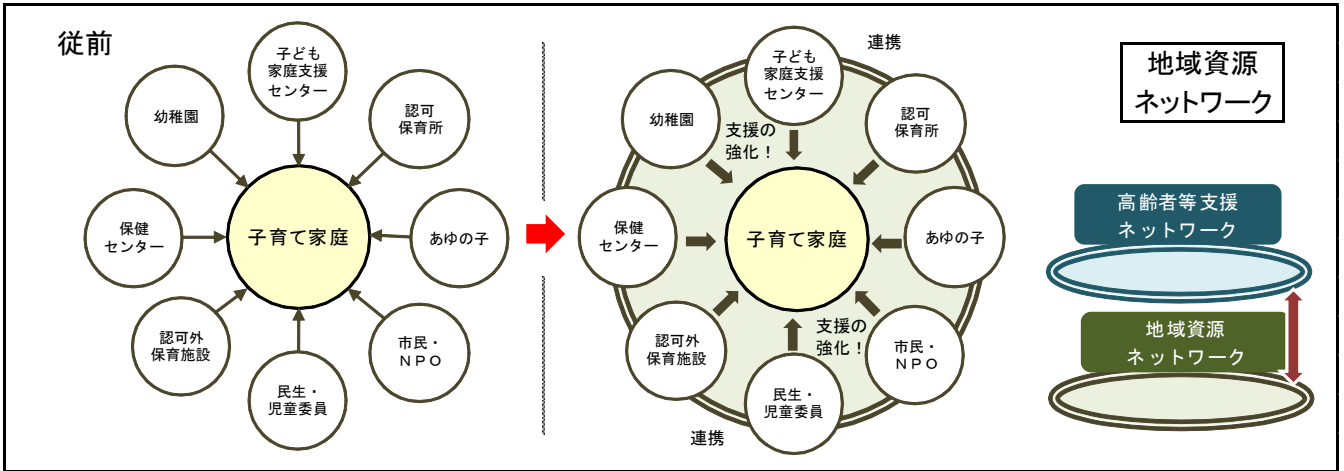 従前
子ども
家庭支援
センター
幼稚園
認可
保育所
保健
センター
子育て家庭
あゆの子
認可外
保育施設
市民・
ＮＰＯ
民生・
児童委員
連携
子ども
家庭支援
センター
幼稚園
認可
保育所
支援の
強化！
保健
センター
子育て家庭
あゆの子
認可外
保育施設
支援の
強化！
市民・
ＮＰＯ
民生・
児童委員
連携
地域資源
ネットワーク
高齢者等支援
ネットワーク
地域資源
ネットワーク